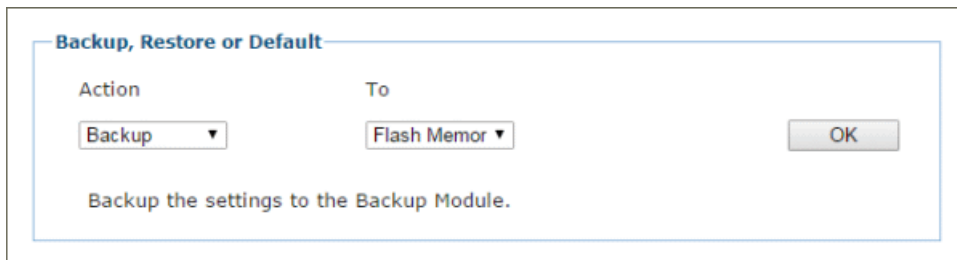 Backup, Restore or Default
Action To
Backup Flash Memor OK
Backup the settings to the Backup Module.